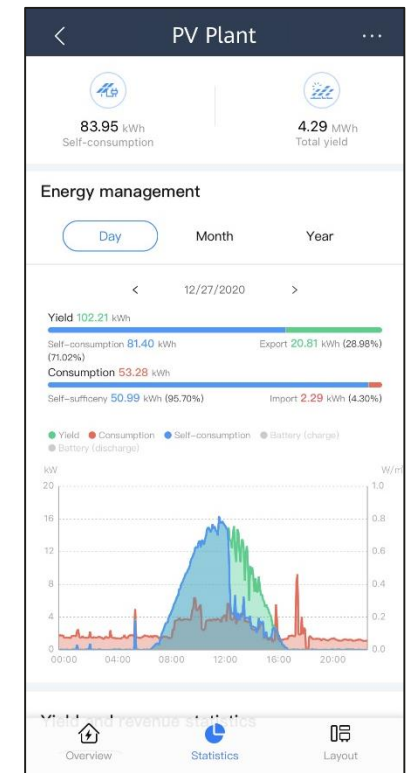 PV Plant
83.95 kWh
Self-consumption
4.29 MWh
Total yield
Energy management
Day Month Year
12/27/2020
Yield 102.21 kWh
Self-consumption 81.40 kWh Export 20.81 kWh (28.98%)
(71.02%)
Consumption 53.28 kWh
Self-sufficeny 50.99 kWh (95.70%) Import 2.29 kWh (4.30%)
Yield Consumption Self-consumption Battery (charge)
Battery (discharge)
kW W/m
20 1.0
16 0.8
12 0.6
8 0.4
4 0.2
0 0.0
00:00 04:00 08:00 12:00 16:00 20:00
Yield and revenue statistics
Overview Statistics Layout